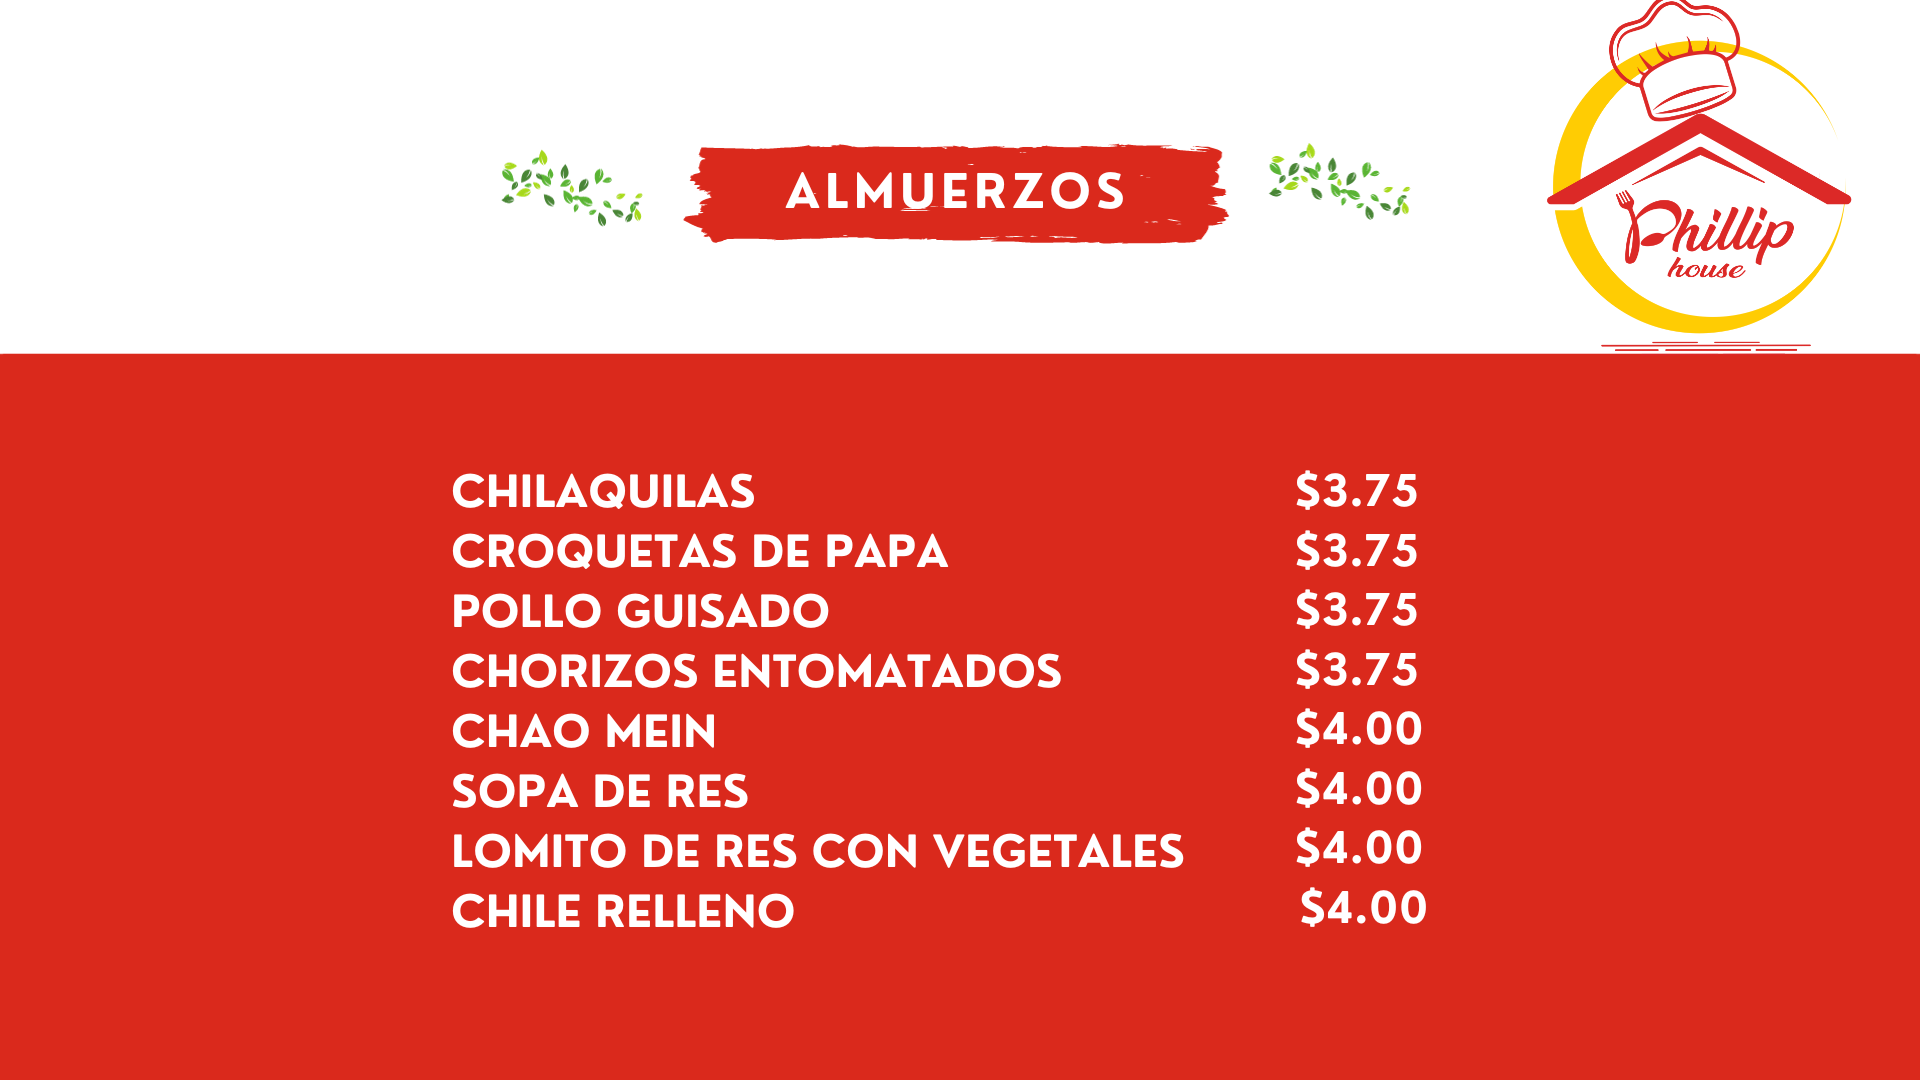 ALMUERZOS
Phillip
house
CHILAQUILAS $3.75
CROQUETAS DE PAPA $3.75
POLLO GUISADO $3.75
CHORIZOS ENTOMATADOS $3.75
CHAO MEIN $4.00
SOPA DE RES $4.00
LOMITO DE RES CON VEGETALES $4.00
CHILE RELLENO $4.00